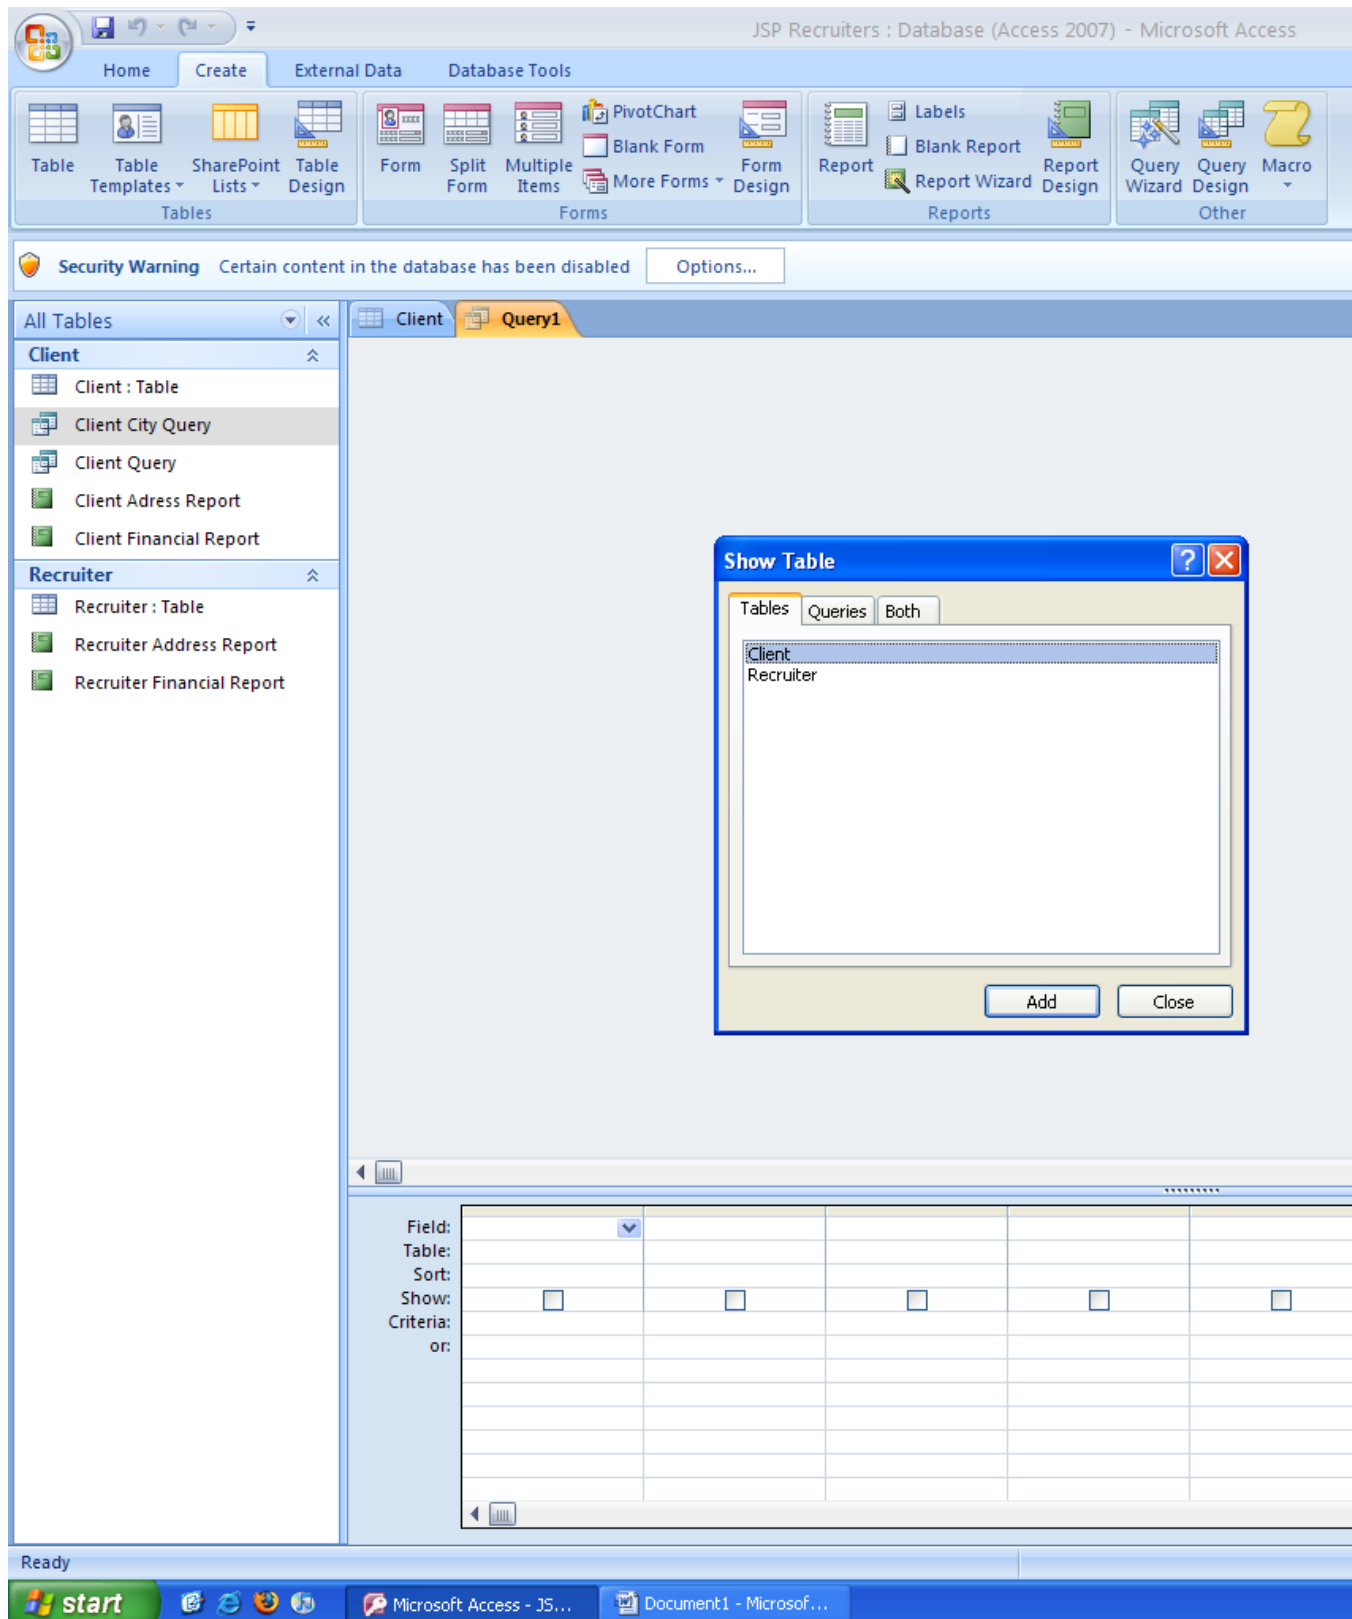 JSP Recruiters : Database (Access 2007) - Microsoft Access
Home Create External Data Database Tools
Table
Table Templates
SharePoint Lists
Table Design
Tables
Form
Split Form
Multiple Items
PivotChart
Blank Form
More Forms
Form Design
Forms
Report
Labels
Blank Report
Report Wizard
Report Design
Reports
Query Wizard
Query Design
Macro
Other
Security Warning Certain content in the database has been disabled Options...
All Tables
Client
Client : Table
Client City Query
Client Query
Client Adress Report
Client Financial Report
Recruiter
Recruiter : Table
Recruiter Address Report
Recruiter Financial Report
Client Query1
Show Table
Tables Queries Both
Client
Recruiter
Add Close
Field:
Table:
Sort:
Show:
Criteria:
or:
Ready
start Microsoft Access - JS... Document1 - Microsof...